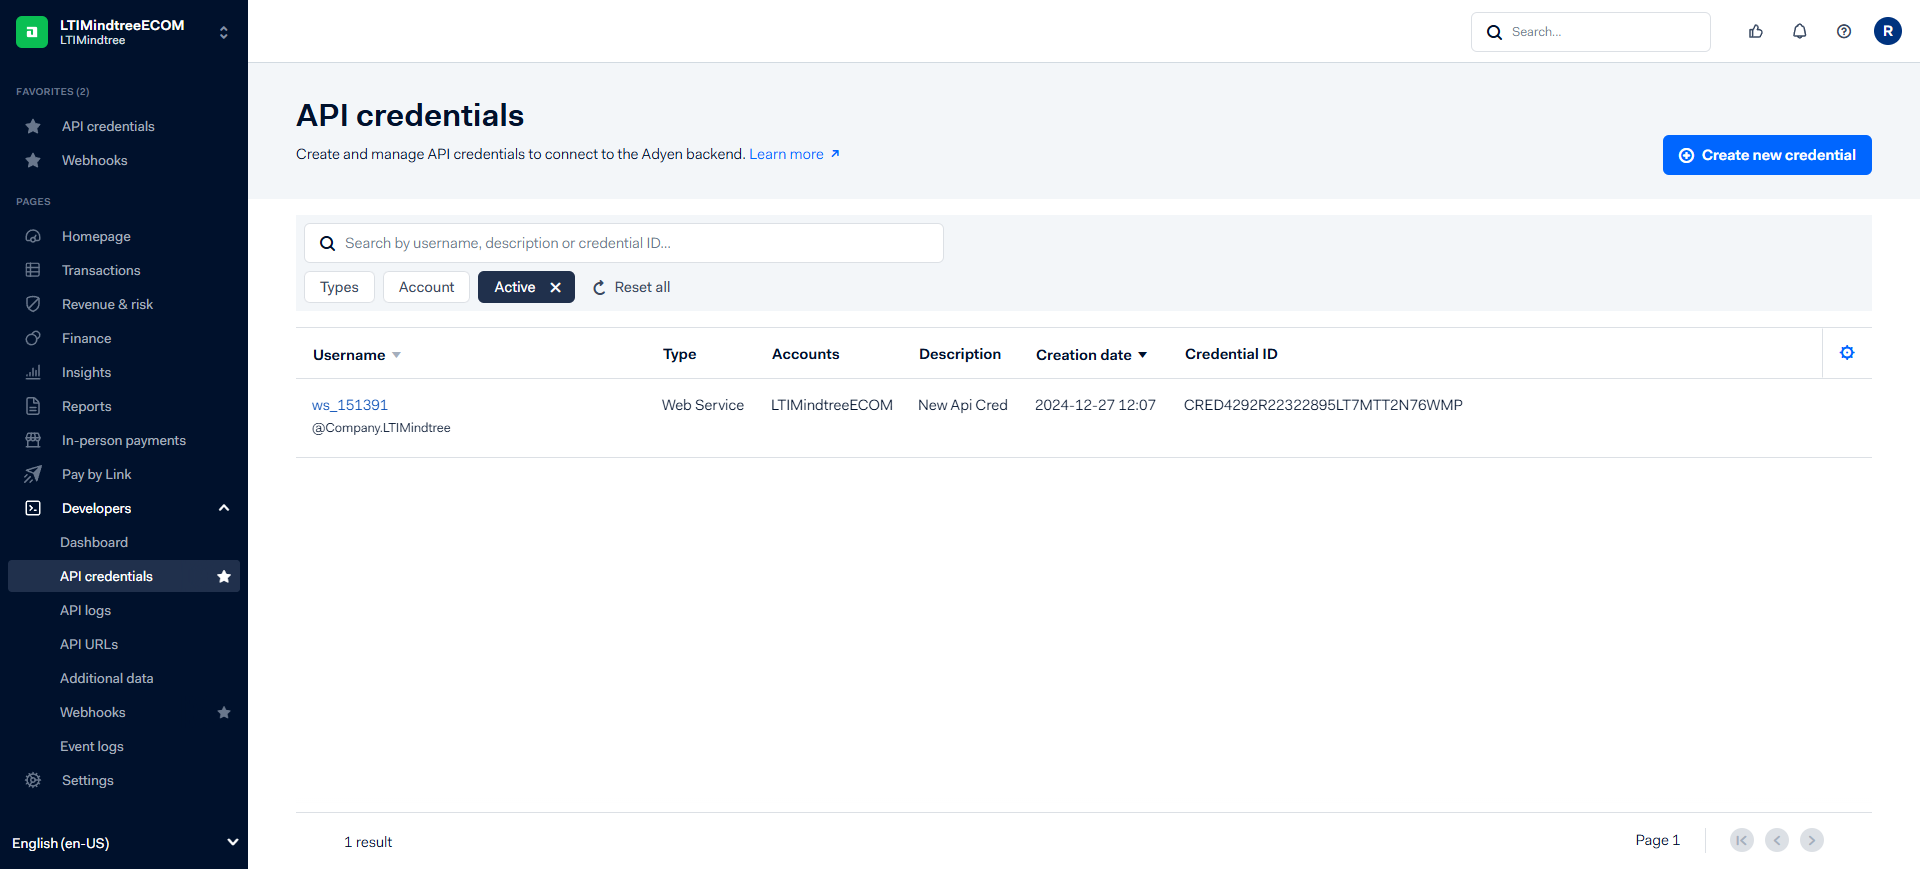 LTIMindtreeECOM
LTIMindtree
FAVORITES (2)
API credentials
Webhooks
PAGES
Homepage
Transactions
Revenue & risk
Finance
Insights
Reports
In-person payments
Pay by Link
Developers
Dashboard
API credentials
API logs
API URLs
Additional data
Webhooks
Event logs
Settings
English (en-US)
Search...
R
API credentials
Create and manage API credentials to connect to the Adyen backend. Learn more
Create new credential
Search by username, description or credential ID...
Types Account Active Reset all
Username Type Accounts Description Creation date Credential ID
ws_151391 Web Service LTIMindtreeECOM New Api Cred 2024-12-27 12:07 CRED4292R22322895LT7MTT2N76WMP
@Company.LTIMindtree
1 result
Page 1